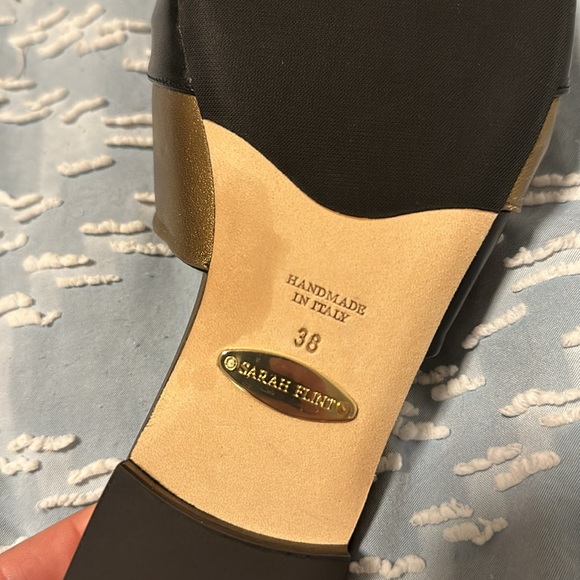 HANDMADE
IN ITALY
38
SARAH FLINT